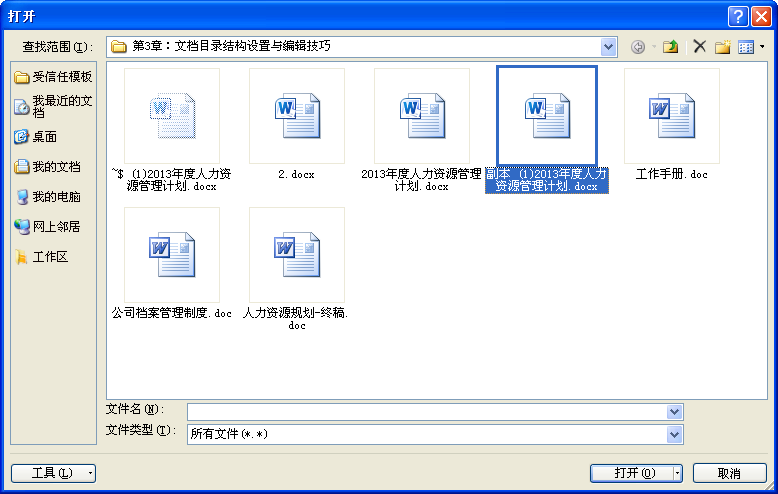 打开
查找范围(I):
第3章：文档目录结构设置与编辑技巧
受信任模板
我最近的文
档
桌面
我的文档
我的电脑
网上邻居
工作区
~$ (1)2013年度人力资
源管理计划.docx
2.docx
2013年度人力资源管理
计划.docx
副本 (1)2013年度人力
资源管理计划.docx
工作手册.doc
公司档案管理制度.doc
人力资源规划-终稿.
doc
文件名(N):
文件类型(T):
所有文件(*.*)
工具(L)
打开(O)
取消